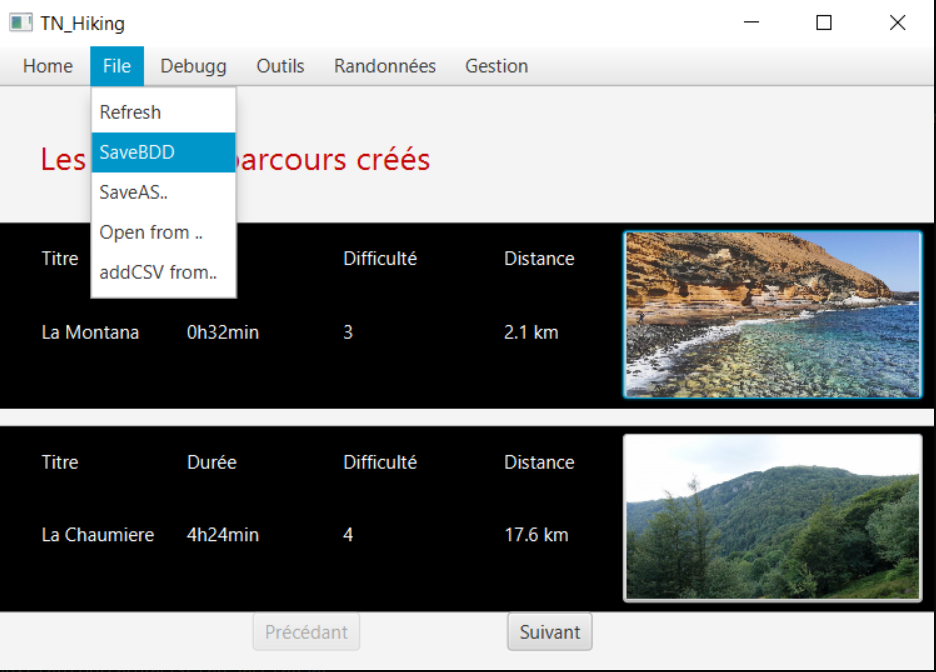 TN_Hiking
Home File Debugg Outils Randonnées Gestion
Refresh
SaveBDD
SaveAS..
Open from ..
addCSV from..
Les arcours créés
Titre Difficulté Distance
La Montana 0h32min 3 2.1 km
Titre Durée Difficulté Distance
La Chaumiere 4h24min 4 17.6 km
Précédant Suivant